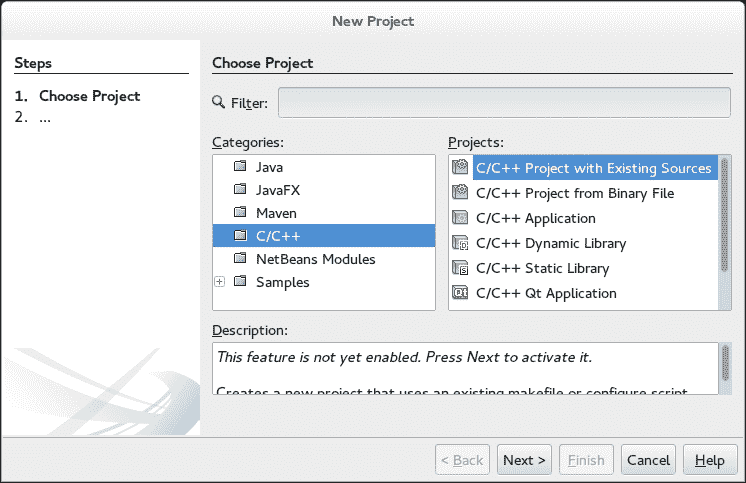 New Project
Steps
1. Choose Project
2. ...
Choose Project
Filter:
Categories:
Java
JavaFX
Maven
C/C++
NetBeans Modules
Samples
Projects:
C/C++ Project with Existing Sources
C/C++ Project from Binary File
C/C++ Application
C/C++ Dynamic Library
C/C++ Static Library
C/C++ Qt Application
Description:
This feature is not yet enabled. Press Next to activate it.
Creates a new project that uses an existing makefile or configure script
< Back
Next >
Finish
Cancel
Help